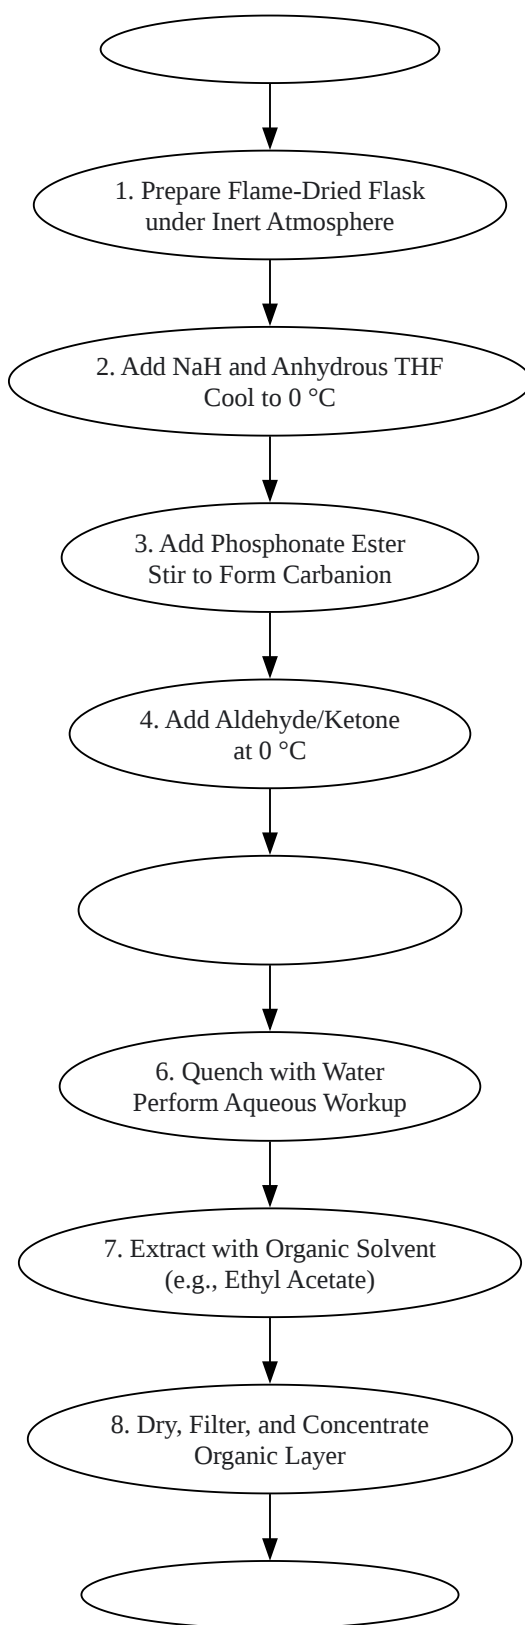 1. Prepare Flame-Dried Flask
under Inert Atmosphere
2. Add NaH and Anhydrous THF
Cool to 0 °C
3. Add Phosphonate Ester
Stir to Form Carbanion
4. Add Aldehyde/Ketone
at 0 °C
6. Quench with Water
Perform Aqueous Workup
7. Extract with Organic Solvent
(e.g., Ethyl Acetate)
8. Dry, Filter, and Concentrate
Organic Layer